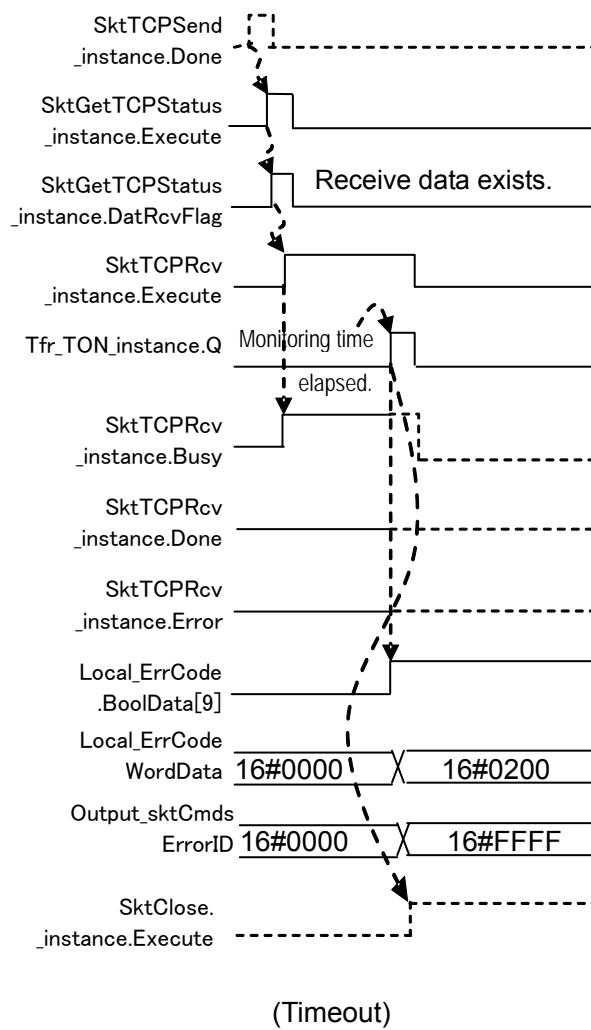 SktTCPSend
_instance.Done
SktGetTCPStatus
_instance.Execute
SktGetTCPStatus
_instance.DatRcvFlag
Receive data exists.
SktTCPRcv
_instance.Execute
Tfr_TON_instance.Q
Monitoring time
elapsed.
SktTCPRcv
_instance.Busy
SktTCPRcv
_instance.Done
SktTCPRcv
_instance.Error
Local_ErrCode
.BoolData[9]
Local_ErrCode
WordData
16#0000
16#0200
Output_sktCmds
ErrorID
16#0000
16#FFFF
SktClose.
_instance.Execute
(Timeout)